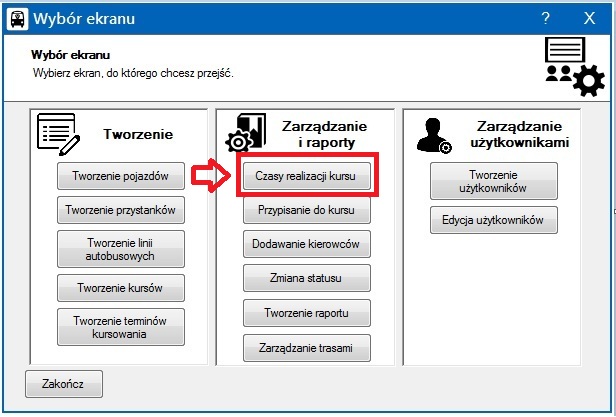 Wybór ekranu
? X
Wybór ekranu
Wybierz ekran, do którego chcesz przejść.
Tworzenie
Tworzenie pojazdów
Tworzenie przystanków
Tworzenie linii
autobusowych
Tworzenie kursów
Tworzenie terminów
kursowania
Zarządzanie
i raporty
Czasy realizacji kursu
Przypisanie do kursu
Dodawanie kierowców
Zmiana statusu
Tworzenie raportu
Zarządzanie trasami
Zarządzanie
użytkownikami
Tworzenie
użytkowników
Edycja użytkowników
Zakończ